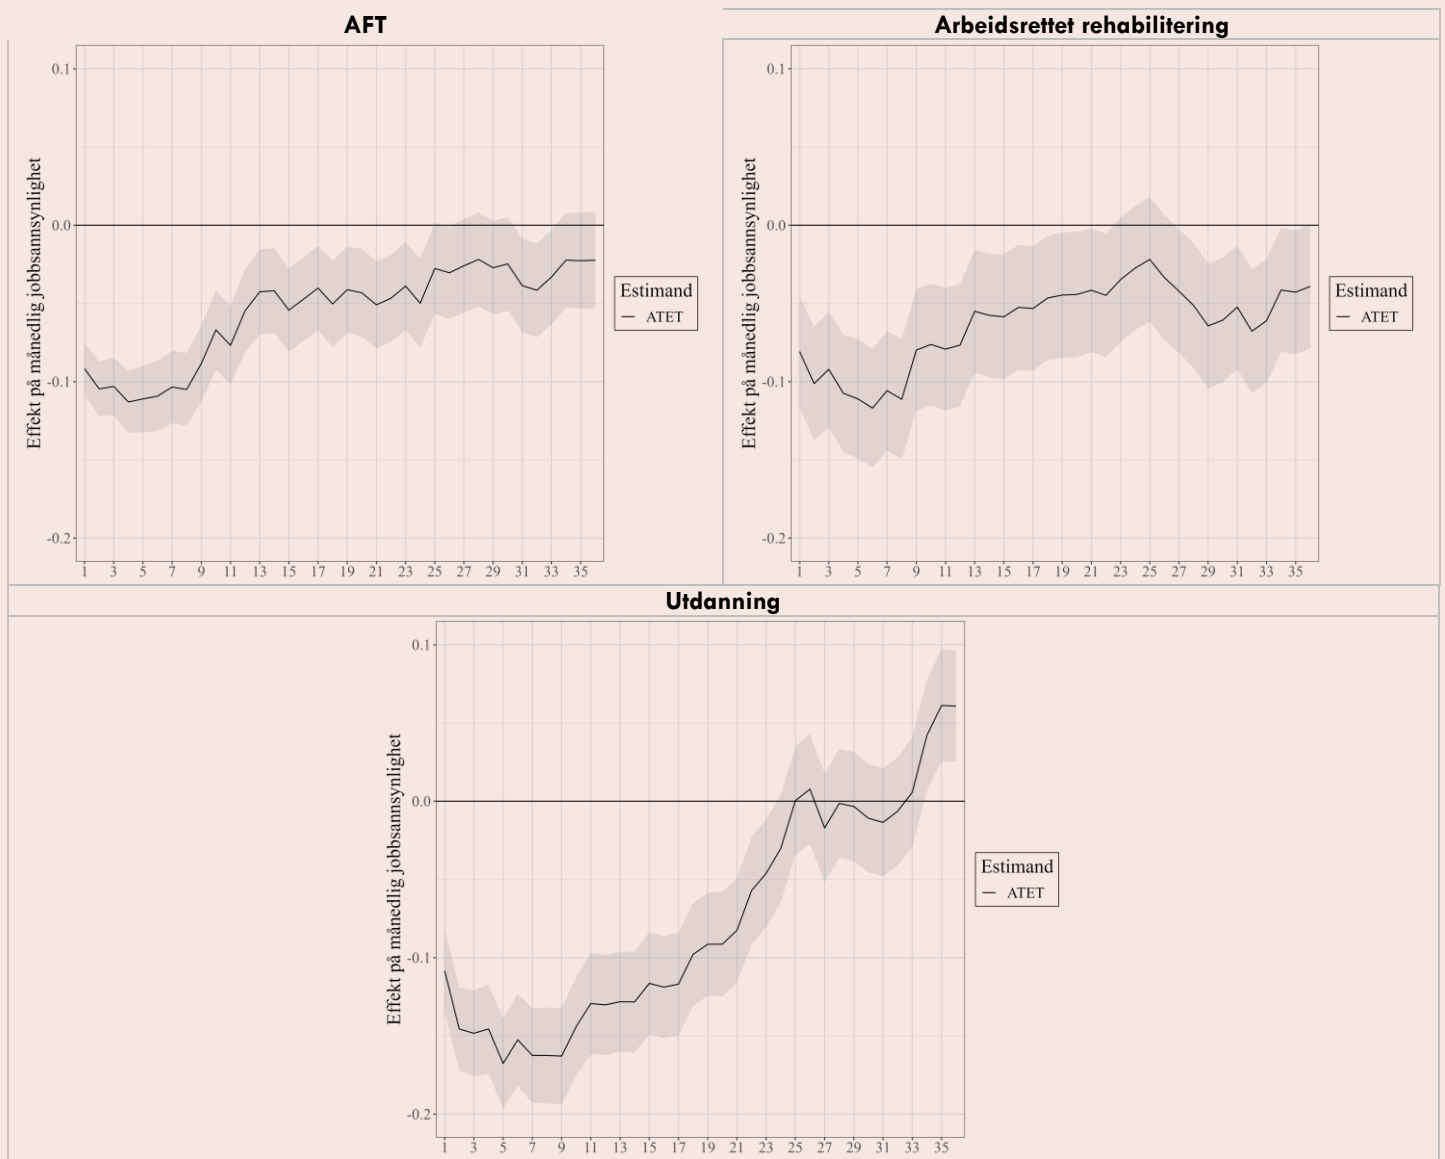 AFT
Effekt på månedlig jobbsannsynlighet
0.1
0.0
-0.1
-0.2
1 3 5 7 9 11 13 15 17 19 21 23 25 27 29 31 33 35
Estimand
ATET
Arbeidsrettet rehabilitering
Effekt på månedlig jobbsannsynlighet
0.1
0.0
-0.1
-0.2
1 3 5 7 9 11 13 15 17 19 21 23 25 27 29 31 33 35
Estimand
ATET
Utdanning
Effekt på månedlig jobbsannsynlighet
0.1
0.0
-0.1
-0.2
1 3 5 7 9 11 13 15 17 19 21 23 25 27 29 31 33 35
Estimand
ATET